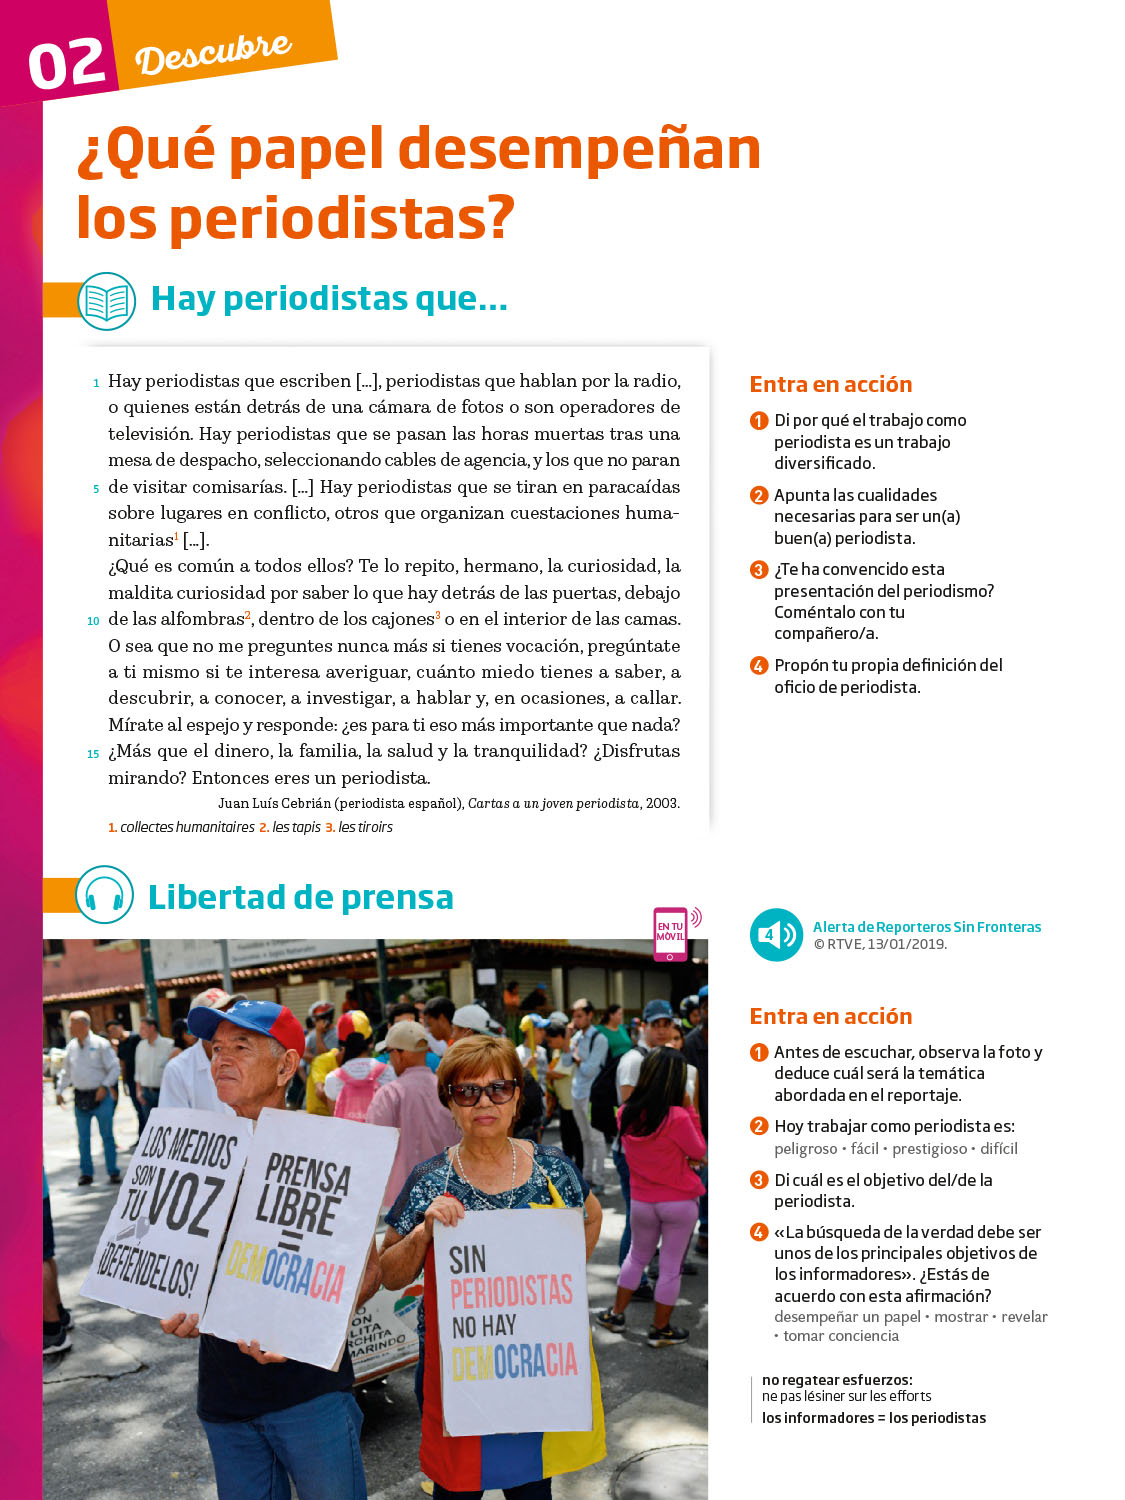 02 Descubre
¿Qué papel desempeñan
los periodistas?
Hay periodistas que...
1 Hay periodistas que escriben [...], periodistas que hablan por la radio,
o quienes están detrás de una cámara de fotos o son operadores de
televisión. Hay periodistas que se pasan las horas muertas tras una
mesa de despacho, seleccionando cables de agencia, y los que no paran
5 de visitar comisarías. [...] Hay periodistas que se tiran en paracaídas
sobre lugares en conflicto, otros que organizan cuestaciones huma-
nitarias1 [...].
¿Qué es común a todos ellos? Te lo repito, hermano, la curiosidad, la
maldita curiosidad por saber lo que hay detrás de las puertas, debajo
10 de las alfombras2, dentro de los cajones3 o en el interior de las camas.
O sea que no me preguntes nunca más si tienes vocación, pregúntate
a ti mismo si te interesa averiguar, cuánto miedo tienes a saber, a
descubrir, a conocer, a investigar, a hablar y, en ocasiones, a callar.
Mírate al espejo y responde: ¿es para ti eso más importante que nada?
15 ¿Más que el dinero, la familia, la salud y la tranquilidad? ¿Disfrutas
mirando? Entonces eres un periodista.
Juan Luís Cebrián (periodista español), Cartas a un joven periodista, 2003.
1. collectes humanitaires 2. les tapis 3. les tiroirs
Entra en acción
1 Di por qué el trabajo como
periodista es un trabajo
diversificado.
2 Apunta las cualidades
necesarias para ser un(a)
buen(a) periodista.
3 ¿Te ha convencido esta
presentación del periodismo?
Coméntalo con tu
compañero/a.
4 Propón tu propia definición del
oficio de periodista.
Libertad de prensa
EN TU
MÓVIL
LOS MEDIOS
SON
TU VOZ
¡DEFIÉNDELOS!
PRENSA
LIBRE
=
DEMOCRACIA
SIN
PERIODISTAS
NO HAY
DEMOCRACIA
4 Alerta de Reporteros Sin Fronteras
© RTVE, 13/01/2019.
Entra en acción
1 Antes de escuchar, observa la foto y
deduce cuál será la temática
abordada en el reportaje.
2 Hoy trabajar como periodista es:
peligroso • fácil • prestigioso • difícil
3 Di cuál es el objetivo del/de la
periodista.
4 «La búsqueda de la verdad debe ser
unos de los principales objetivos de
los informadores». ¿Estás de
acuerdo con esta afirmación?
desempeñar un papel • mostrar • revelar
• tomar conciencia
no regatear esfuerzos:
ne pas lésiner sur les efforts
los informadores = los periodistas